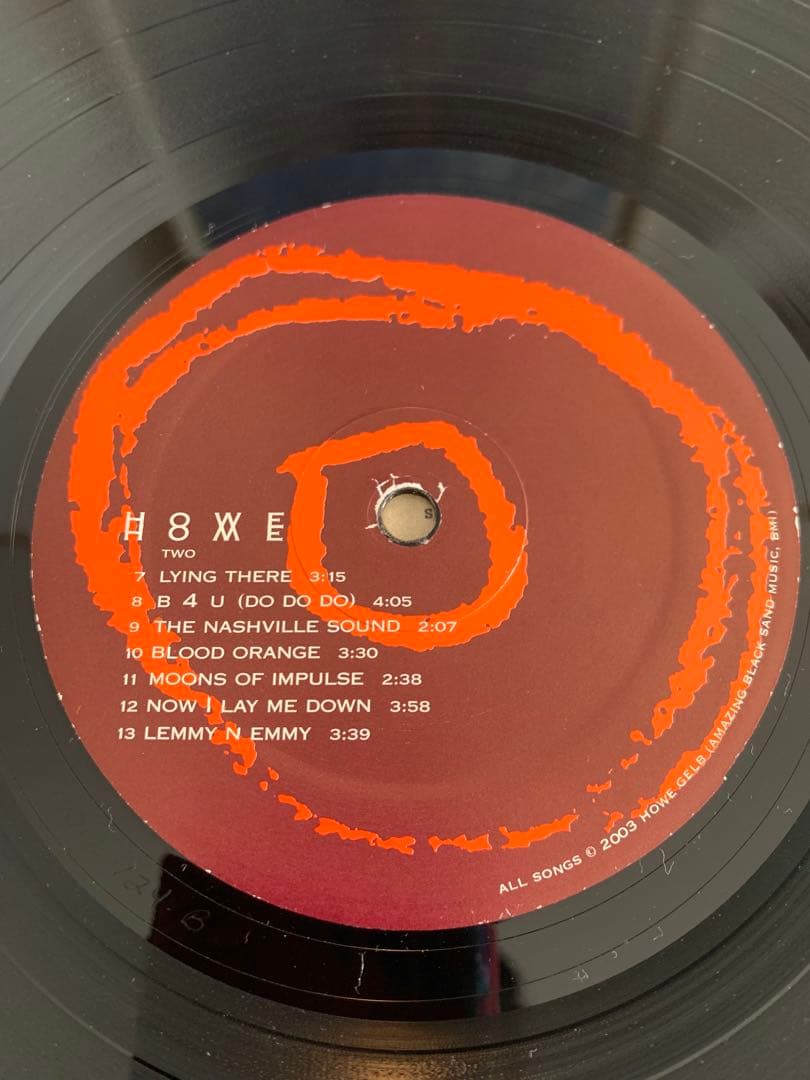 HOWE
TWO
7 LYING THERE 3:15
8 B 4 U (DO DO DO) 4:05
9 THE NASHVILLE SOUND 2:07
10 BLOOD ORANGE 3:30
11 MOONS OF IMPULSE 2:38
12 NOW I LAY ME DOWN 3:58
13 LEMMY N EMMY 3:39
ALL SONGS © 2003 HOWE GELB (AMAZING BLACK SAND MUSIC, BMI)
S